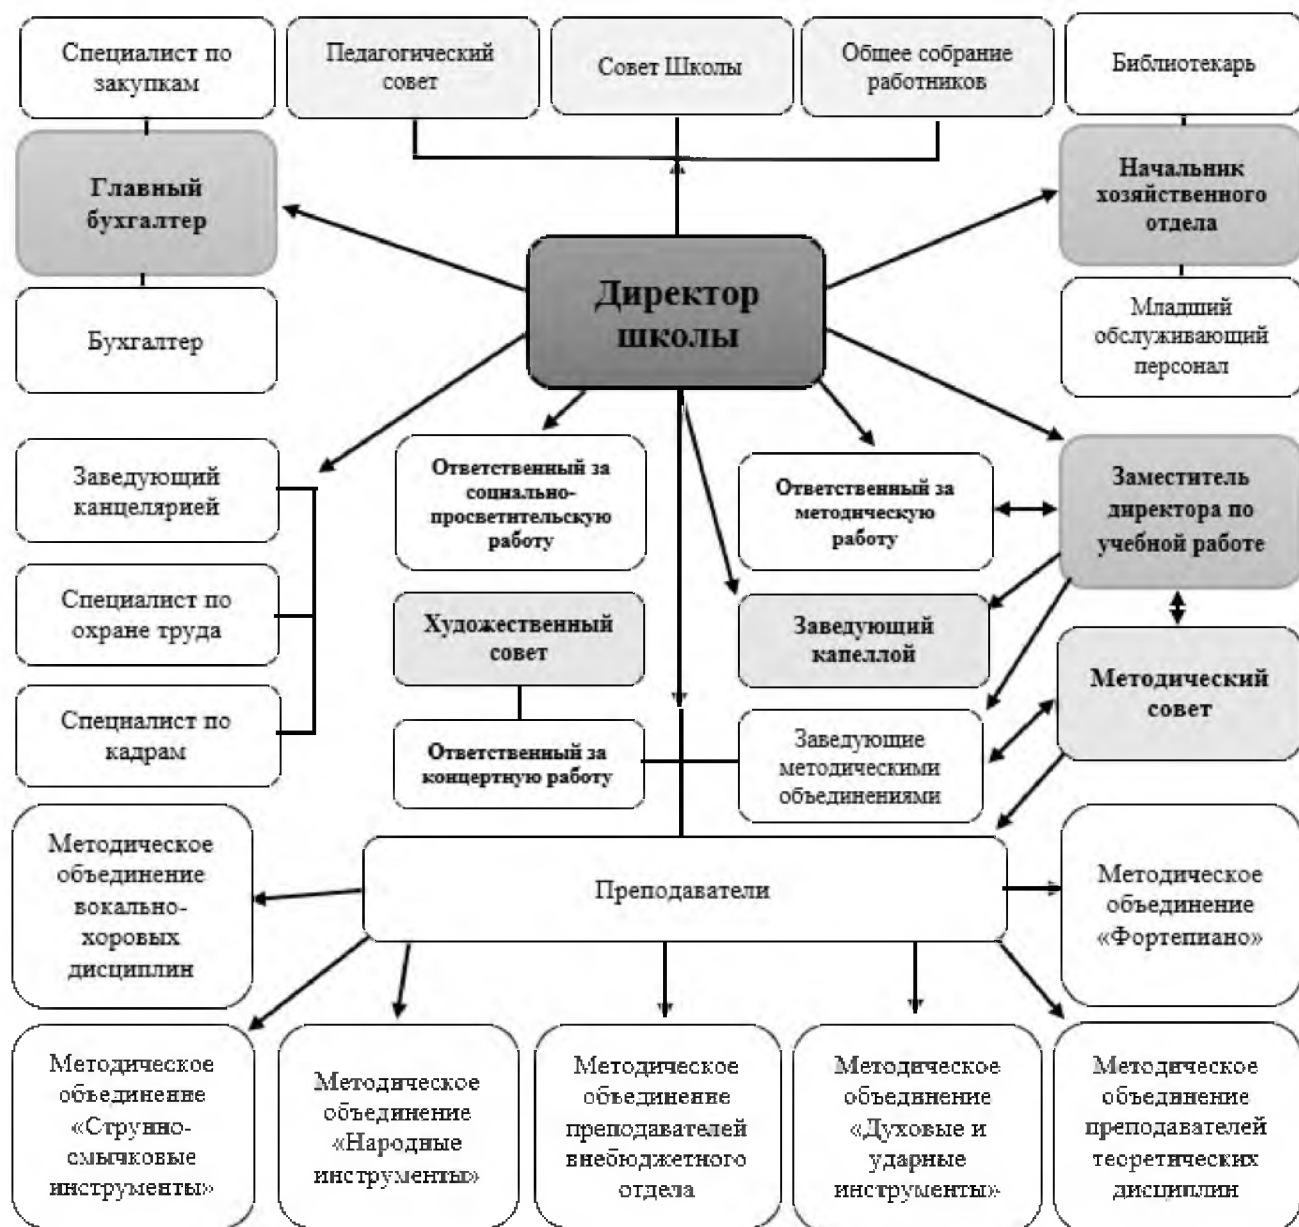 Специалист по
закупкам
Педагогический
совет
Совет Школы
Общее собрание
работников
Библиотекарь
Главный
бухгалтер
Начальник
хозяйственного
отдела
Директор
школы
Бухгалтер
Младший
обслуживающий
персонал
Заведующий
канцелярией
Ответственный за
социально-
просветительскую
работу
Ответственный за
методическую
работу
Заместитель
директора по
учебной работе
Специалист по
охране труда
Художественный
совет
Заведующий
капеллой
Методический
совет
Специалист по
кадрам
Ответственный за
концертную работу
Заведующие
методическими
объединениями
Методическое
объединение
вокально-
хоровых
дисциплин
Преподаватели
Методическое
объединение
«Фортепиано»
Методическое
объединение
«Струнно-
смычковые
инструменты»
Методическое
объединение
«Народные
инструменты»
Методическое
объединение
преподавателей
внебюджетного
отдела
Методическое
объединение
«Духовые и
ударные
инструменты»
Методическое
объединение
преподавателей
теоретических
дисциплин